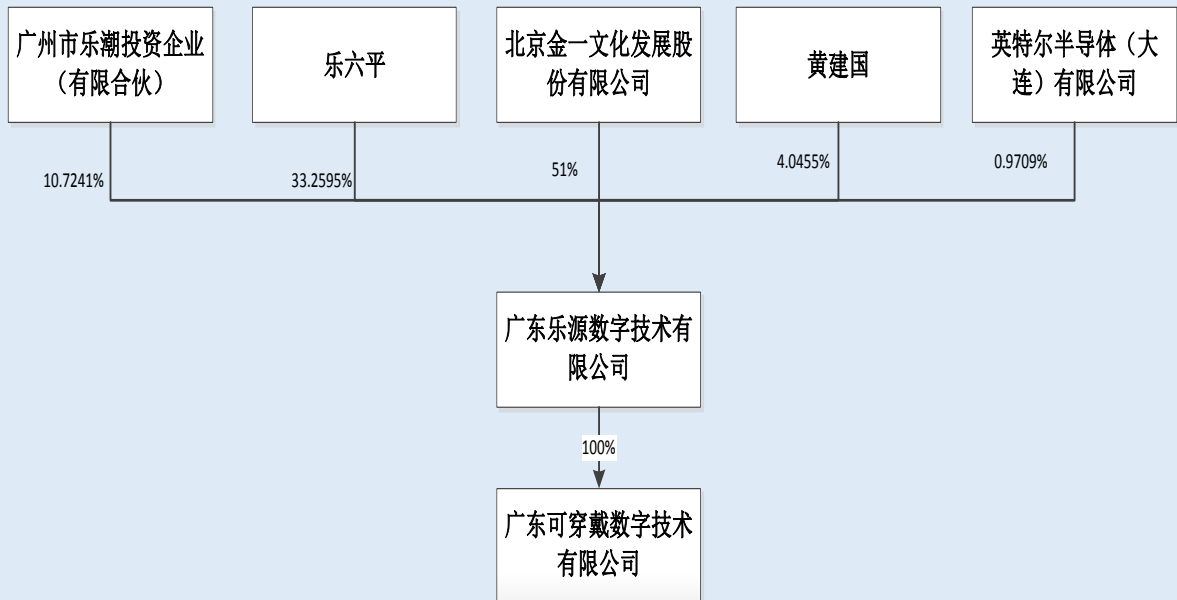 广州市乐潮投资企业
（有限合伙）
乐六平
北京金一文化发展股
份有限公司
黄建国
英特尔半导体（大
连）有限公司
10.7241%
33.2595%
51%
4.0455%
0.9709%
广东乐源数字技术有
限公司
100%
广东可穿戴数字技术
有限公司